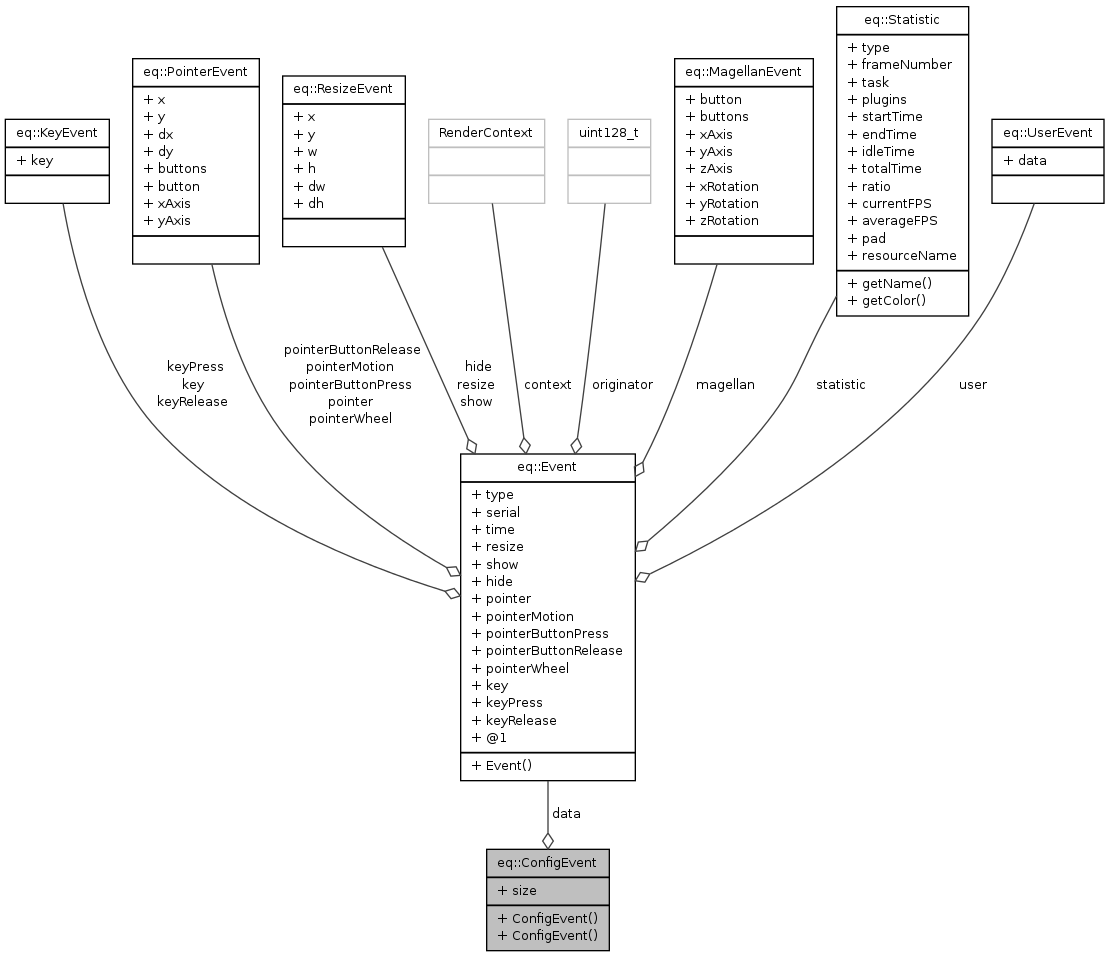 eq::KeyEvent
+ key
eq::PointerEvent
+ x
+ y
+ dx
+ dy
+ buttons
+ button
+ xAxis
+ yAxis
eq::ResizeEvent
+ x
+ y
+ w
+ h
+ dw
+ dh
RenderContext
uint128_t
eq::MagellanEvent
+ button
+ buttons
+ xAxis
+ yAxis
+ zAxis
+ xRotation
+ yRotation
+ zRotation
eq::Statistic
+ type
+ frameNumber
+ task
+ plugins
+ startTime
+ endTime
+ idleTime
+ totalTime
+ ratio
+ currentFPS
+ averageFPS
+ pad
+ resourceName
+ getName()
+ getColor()
eq::UserEvent
+ data
keyPress
key
keyRelease
pointerButtonRelease
pointerMotion
pointerButtonPress
pointer
pointerWheel
hide
resize
show
context
originator
magellan
statistic
user
eq::Event
+ type
+ serial
+ time
+ resize
+ show
+ hide
+ pointer
+ pointerMotion
+ pointerButtonPress
+ pointerButtonRelease
+ pointerWheel
+ key
+ keyPress
+ keyRelease
+ @1
+ Event()
data
eq::ConfigEvent
+ size
+ ConfigEvent()
+ ConfigEvent()